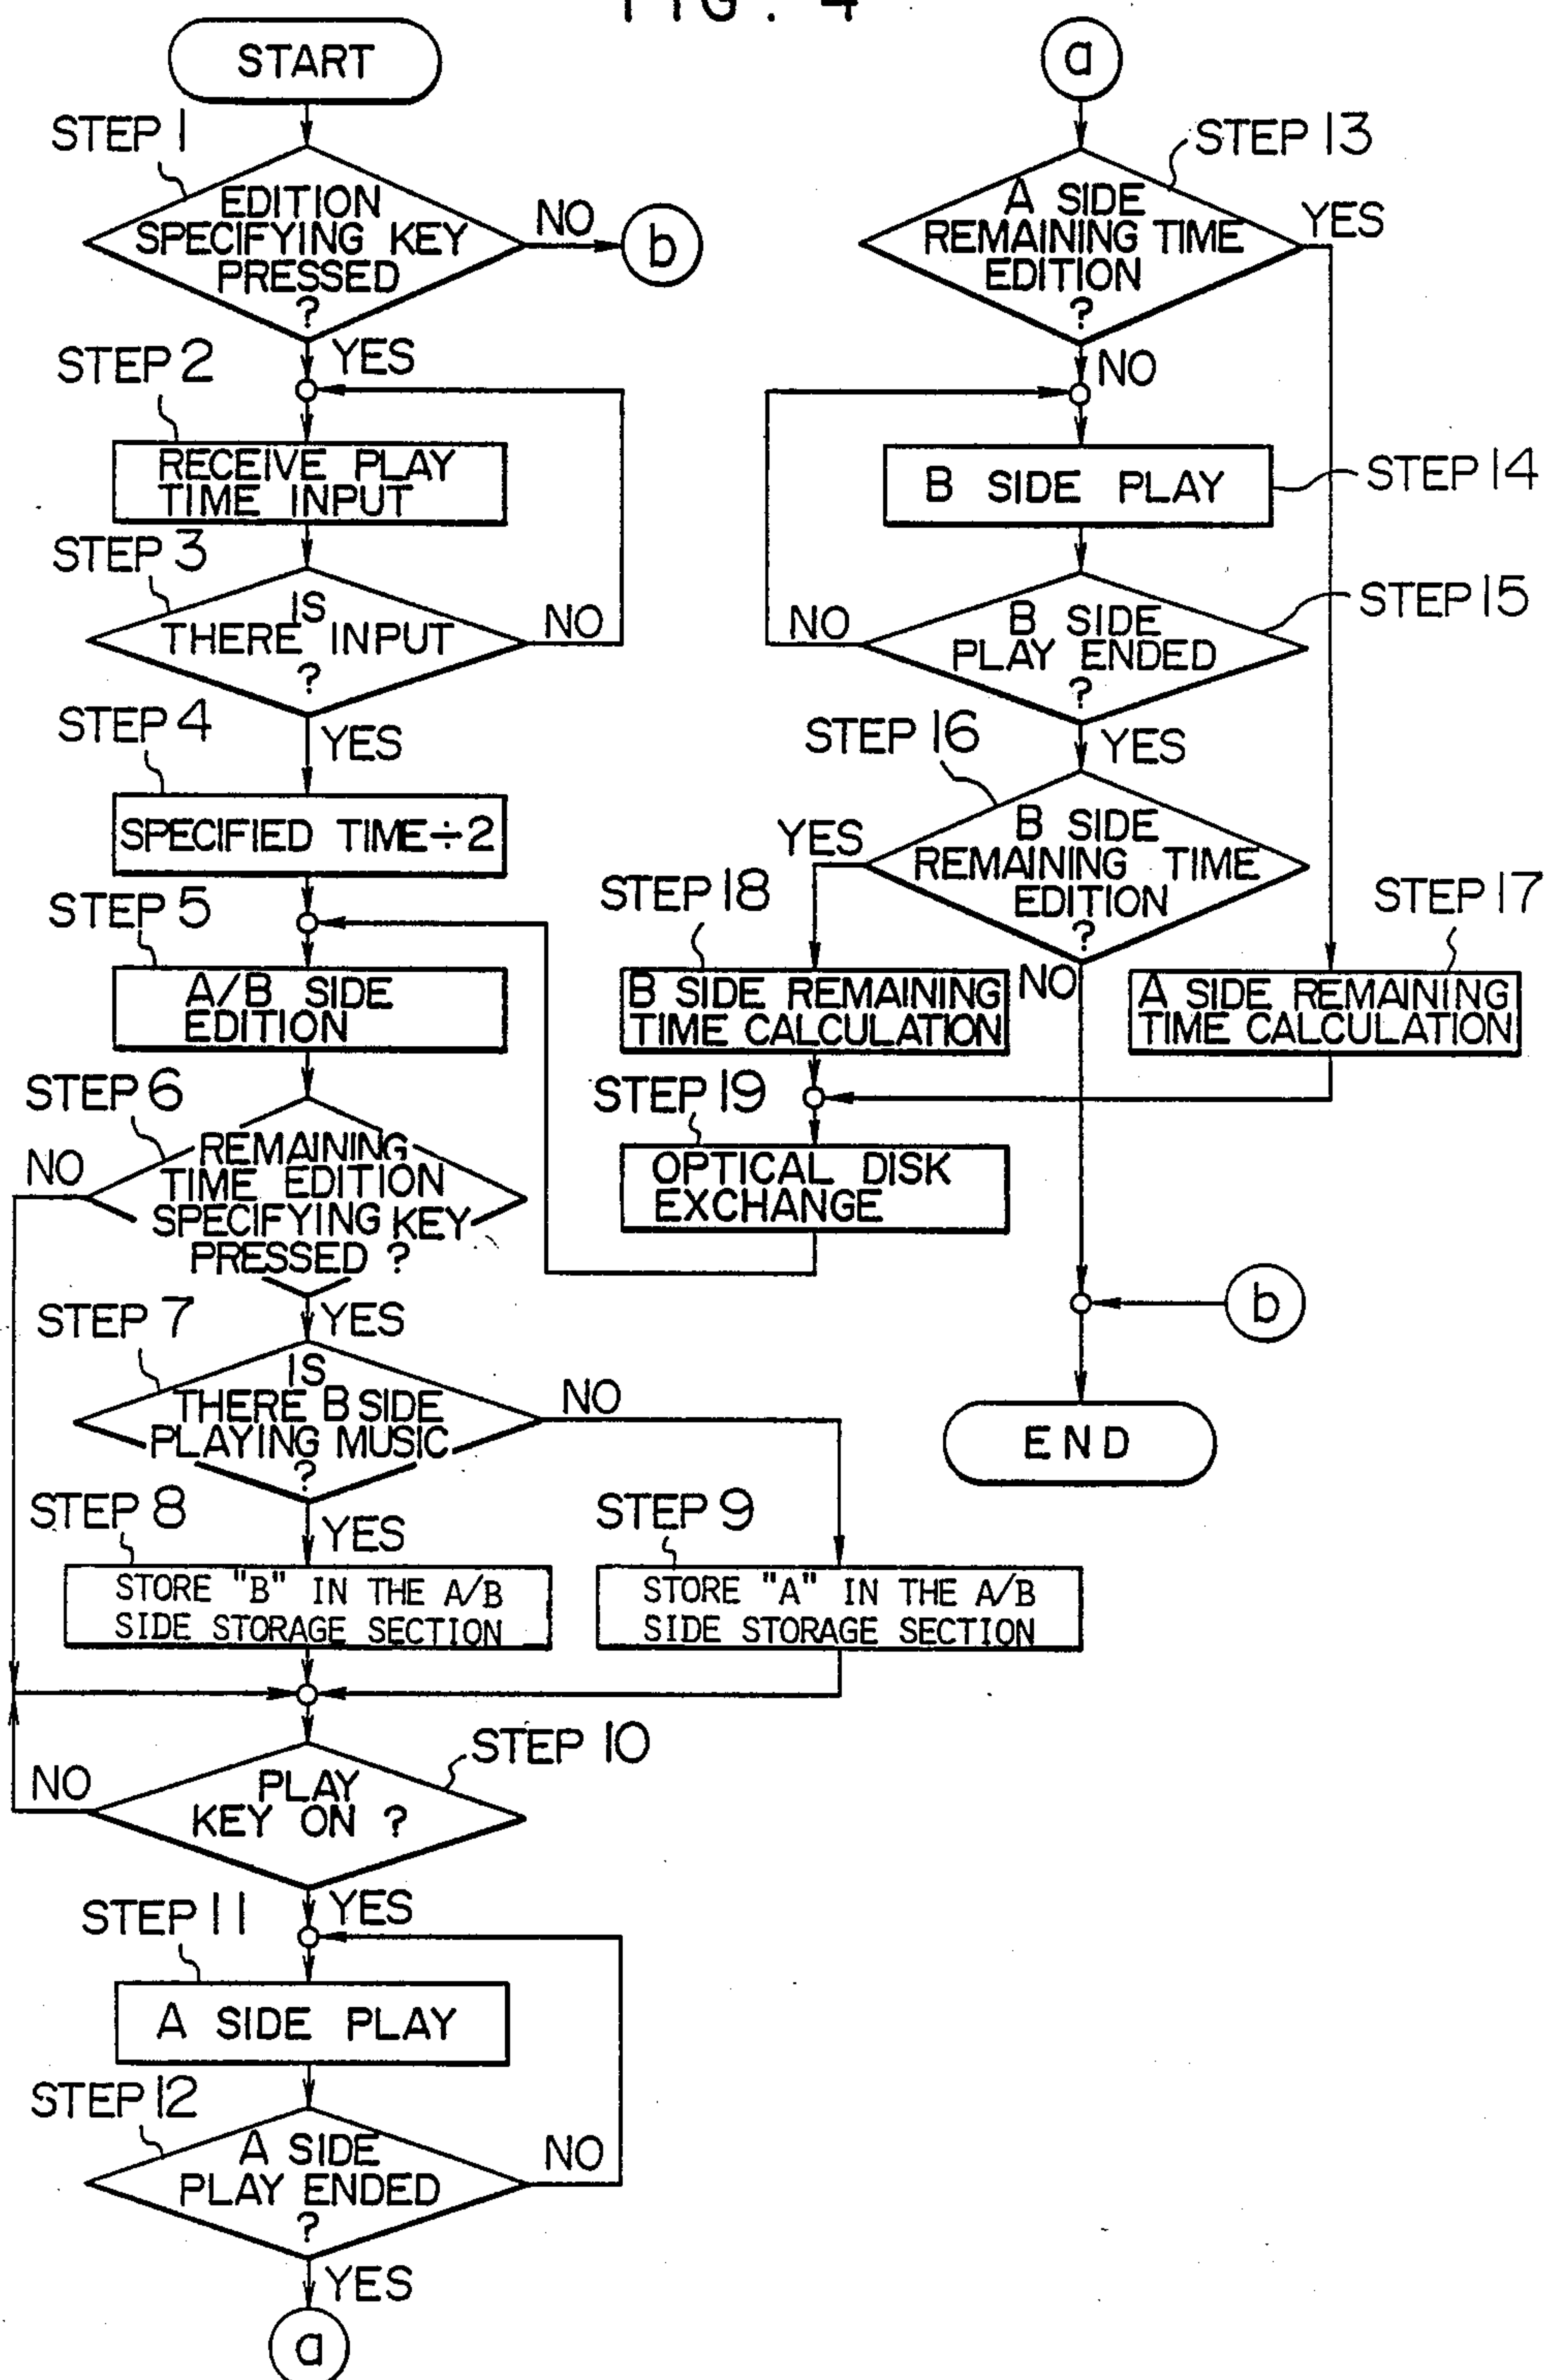 FIG. 4
START
STEP 1
EDITION
SPECIFYING KEY
PRESSED
?
NO
b
YES
STEP 2
RECEIVE PLAY
TIME INPUT
STEP 3
IS
THERE INPUT
?
NO
YES
STEP 4
SPECIFIED TIME÷2
STEP 5
A/B SIDE
EDITION
STEP 6
REMAINING
TIME EDITION
SPECIFYING KEY
PRESSED ?
NO
YES
STEP 7
IS
THERE B SIDE
PLAYING MUSIC
?
NO
YES
STEP 8
STORE "B" IN THE A/B
SIDE STORAGE SECTION
STEP 9
STORE "A" IN THE A/B
SIDE STORAGE SECTION
STEP 10
PLAY
KEY ON ?
NO
YES
STEP 11
A SIDE PLAY
STEP 12
A SIDE
PLAY ENDED
?
NO
YES
a
a
STEP 13
A SIDE
REMAINING TIME
EDITION
?
YES
NO
B SIDE PLAY
STEP 14
STEP 15
B SIDE
PLAY ENDED
?
NO
YES
STEP 16
B SIDE
REMAINING TIME
EDITION
?
YES
NO
STEP 18
B SIDE REMAINING
TIME CALCULATION
STEP 17
A SIDE REMAINING
TIME CALCULATION
STEP 19
OPTICAL DISK
EXCHANGE
b
END